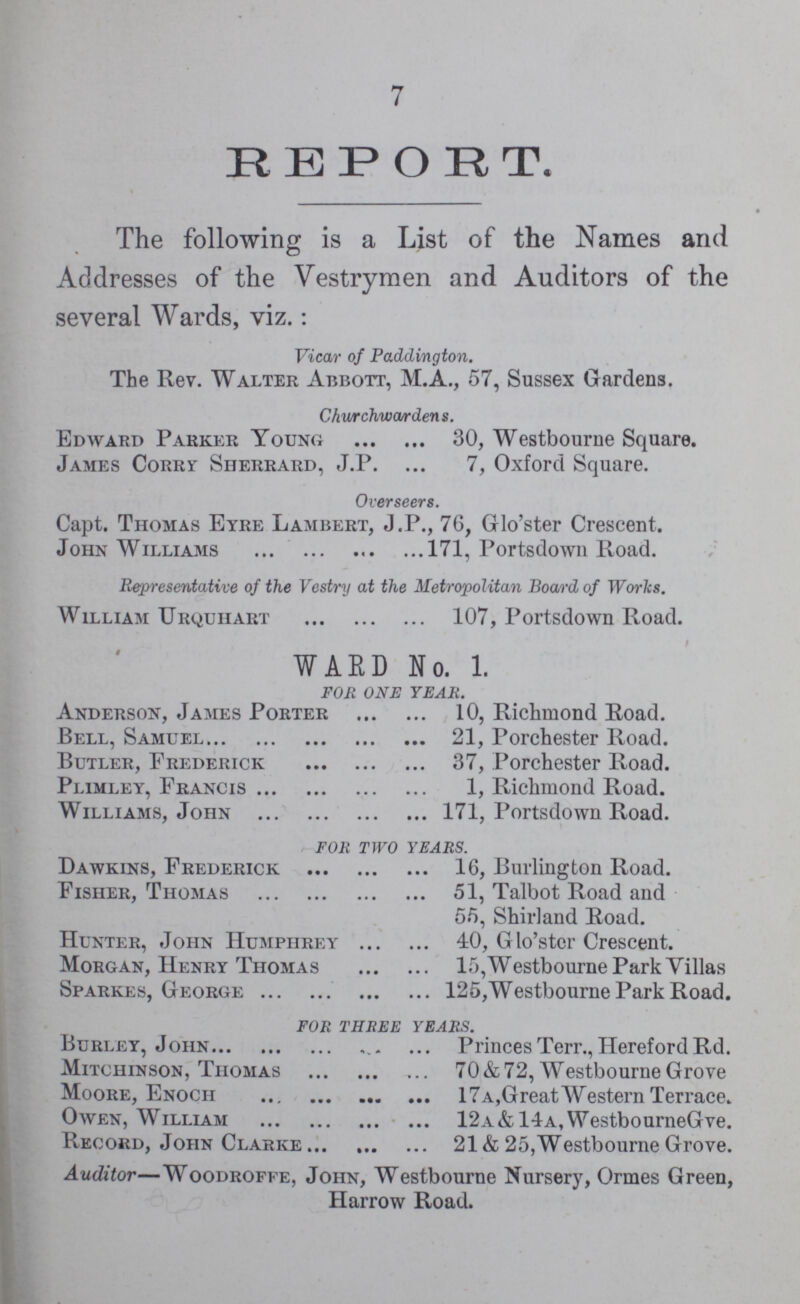 7
REPORT.
The following is a List of the Names and
Addresses of the Vestrymen and Auditors of the
several Wards, viz. :
Vicar of Paddington.
The Rev. WALTER ABBOTT, M.A., 57, Sussex Gardens.
Churchwardens.
EDWARD PARKER YOUNG ... ... 30, Westbourne Square.
JAMES CORRY SHERRARD, J.P. ... 7, Oxford Square.
Overseers.
Capt. THOMAS EYRE LAMBERT, J.P., 76, Glo'ster Crescent.
JOHN WILLIAMS ... ... ... ...171, Portsdown Road.
Representative of the Vestry at the Metropolitan Board of Works.
WILLIAM URQUHART ... ... ... 107, Portsdown Road.
WARD No. 1.
FOR ONE YEAR.
ANDERSON, JAMES PORTER ... ... 10, Richmond Road.
BELL, SAMUEL... ... ... ... ... 21, Porchester Road.
BUTLER, FREDERICK ... ... ... 37, Porchester Road.
PLIMLEY, FRANCIS ... ... ... ... 1, Richmond Road.
WILLIAMS, JOHN ... ... ... ... 171, Portsdown Road.
FOR TWO YEARS.
DAWKINS, FREDERICK ... ... ... 16, Burlington Road.
FISHER, THOMAS ... ... ... ... 51, Talbot Road and
55, Shirland Road.
HUNTER, JOHN HUMPHREY ... ... 40, Glo'ster Crescent.
MORGAN, HENRY THOMAS ... ... 15, Westbourne Park Villas
SPARKES, GEORGE ... ... ... ... 125, Westbourne Park Road.
FOR THREE YEARS.
BURLEY, JOHN... ... ... ... ... Princes Terr., Hereford Rd.
MITCHINSON, THOMAS ... ... ... 70 & 72, Westbourne Grove
MOORE, ENOCH ... ... ... ... 17A, Great Western Terrace.
OWEN, WILLIAM ... ... ... ... 12A & 14A, Westbourne Gve.
RECORD, JOHN CLARKE ... ... ... 21 & 25, Westbourne Grove.
Auditor—WOODROFFE, JOHN, Westbourne Nursery, Ormes Green,
Harrow Road.